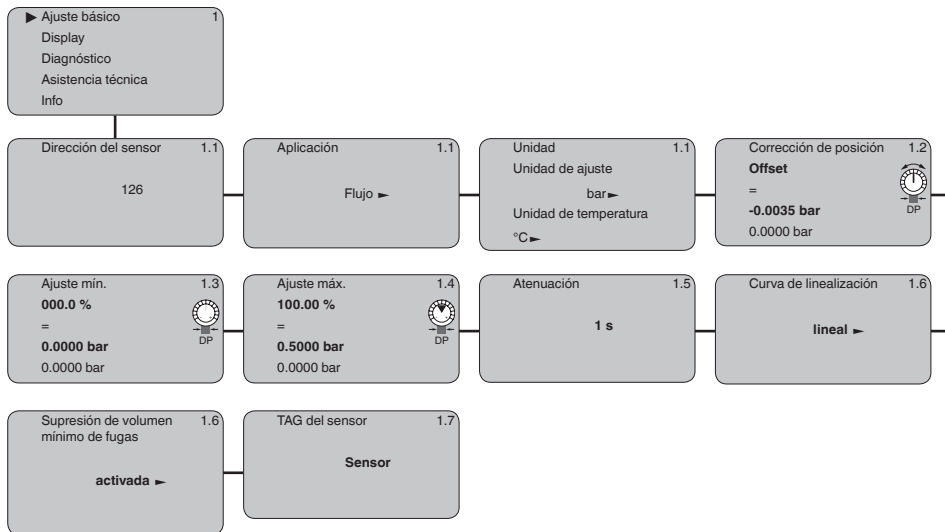 ▶ Ajuste básico 1
Display
Diagnóstico
Asistencia técnica
Info
Dirección del sensor 1.1
126
Aplicación 1.1
Flujo ►
Unidad 1.1
Unidad de ajuste
bar ►
Unidad de temperatura
°C ►
Corrección de posición 1.2
Offset
=
-0.0035 bar
0.0000 bar
DP
Ajuste mín. 1.3
000.0 %
=
0.0000 bar
0.0000 bar
DP
Ajuste máx. 1.4
100.00 %
=
0.5000 bar
0.0000 bar
DP
Atenuación 1.5
1 s
Curva de linealización 1.6
lineal ►
Supresión de volumen 1.6
mínimo de fugas
activada ►
TAG del sensor 1.7
Sensor